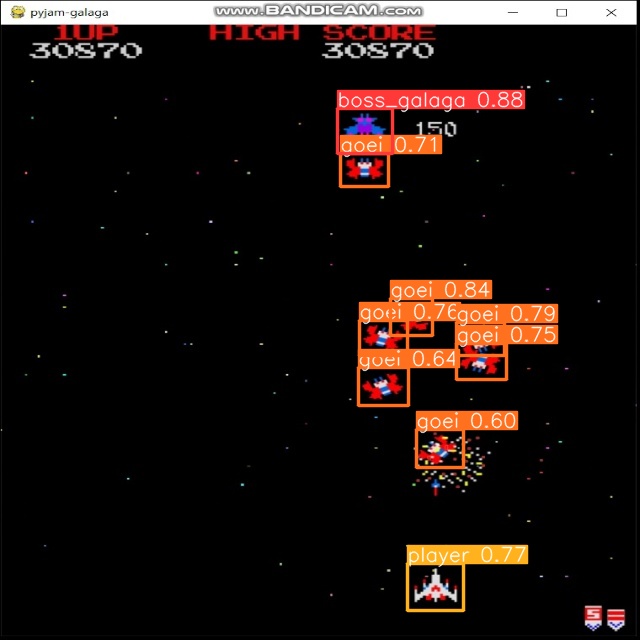 pyjam-galaga
WWW.BANDICAM.COM
1UP HIGH SCORE
30870 30870
boss_galaga 0.88
150
goei 0.71
goei 0.84
goei 0.76
goei 0.79
goei 0.75
goei 0.64
goei 0.60
player 0.77
5